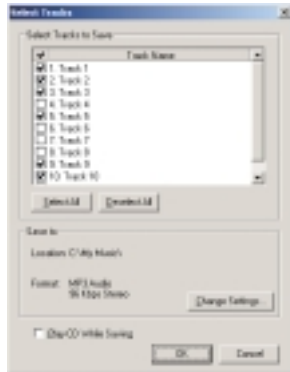 Select Tracks
Select Tracks to Save
Track Name
1. Track 1
2. Track 2
3. Track 3
4. Track 4
5. Track 5
6. Track 6
7. Track 7
8. Track 8
9. Track 9
10. Track 10
Select All
Deselect All
Save to
Location: C:\My Music\
Format: MP3 Audio
96 Kbps Stereo
Change Settings...
Play CD While Saving
OK
Cancel